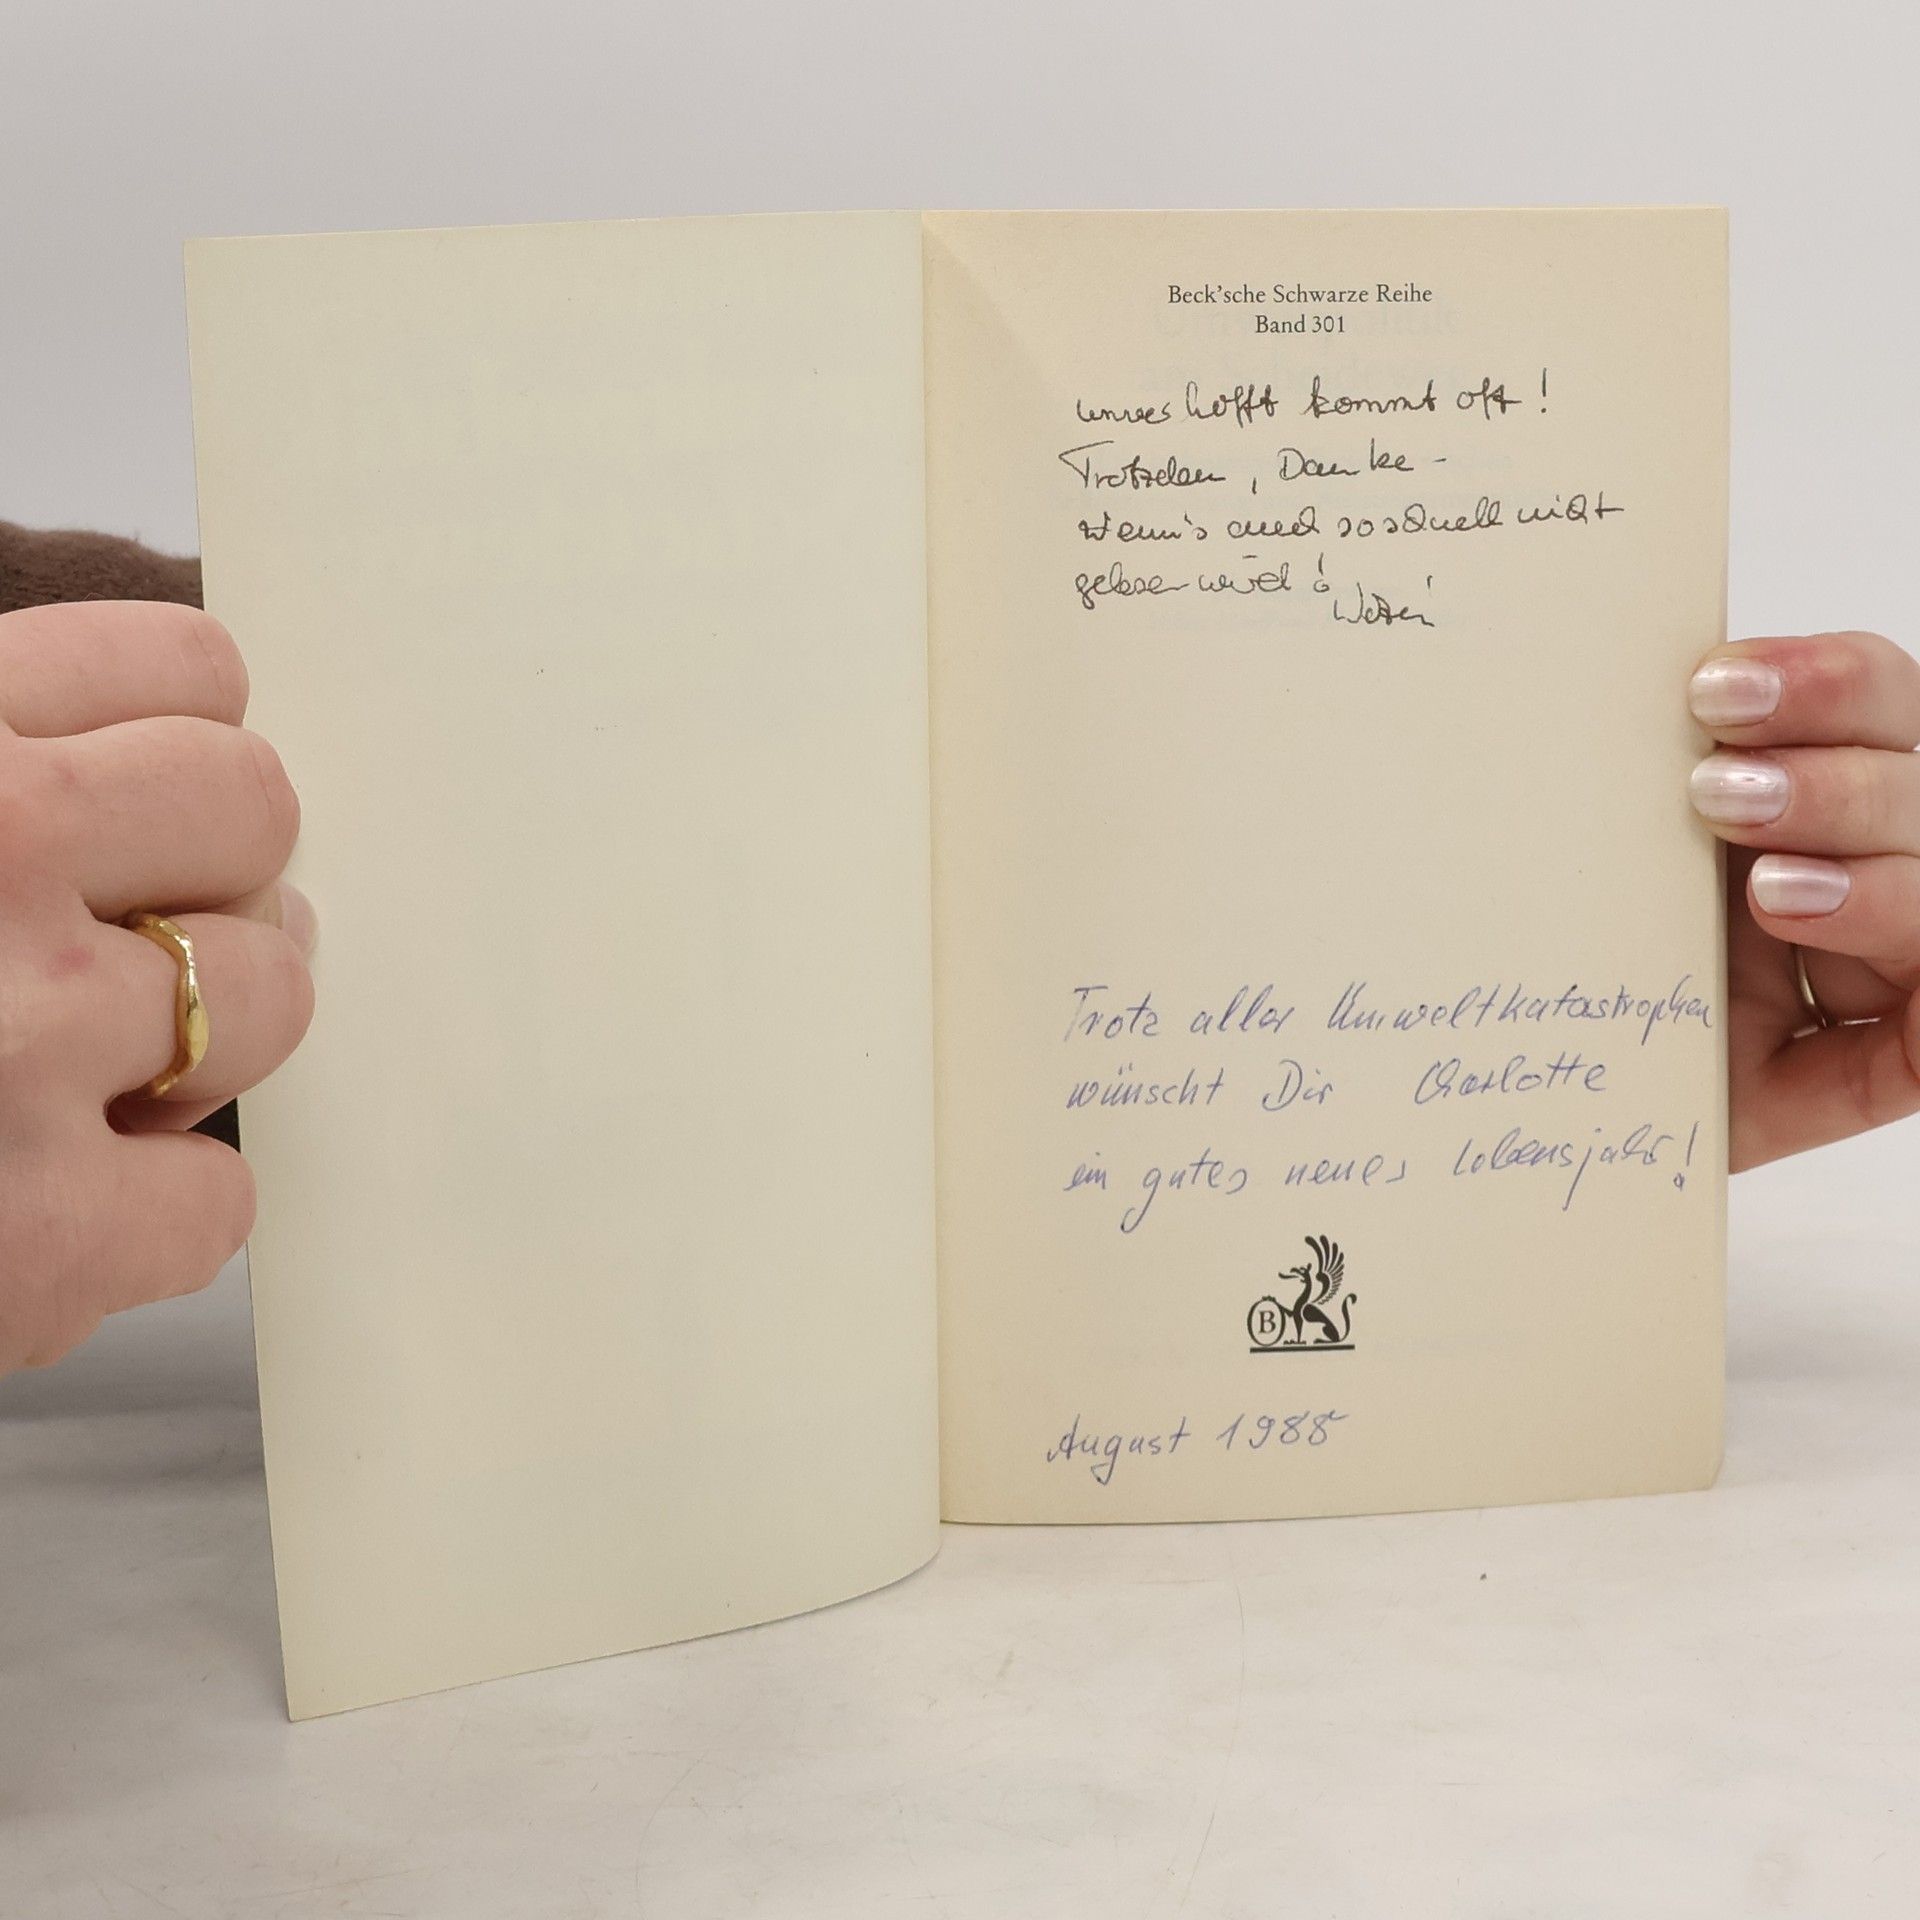 Beck'sche Schwarze Reihe
Band 301
unverhofft kommt oft!
Trotzdem, Danke -
wenn's auch so schnell nicht
gelesen wird!
Trotz aller Umweltkatastrophen
wünscht Dir Charlotte
ein gutes neues Lebensjahr!
B
August 1988